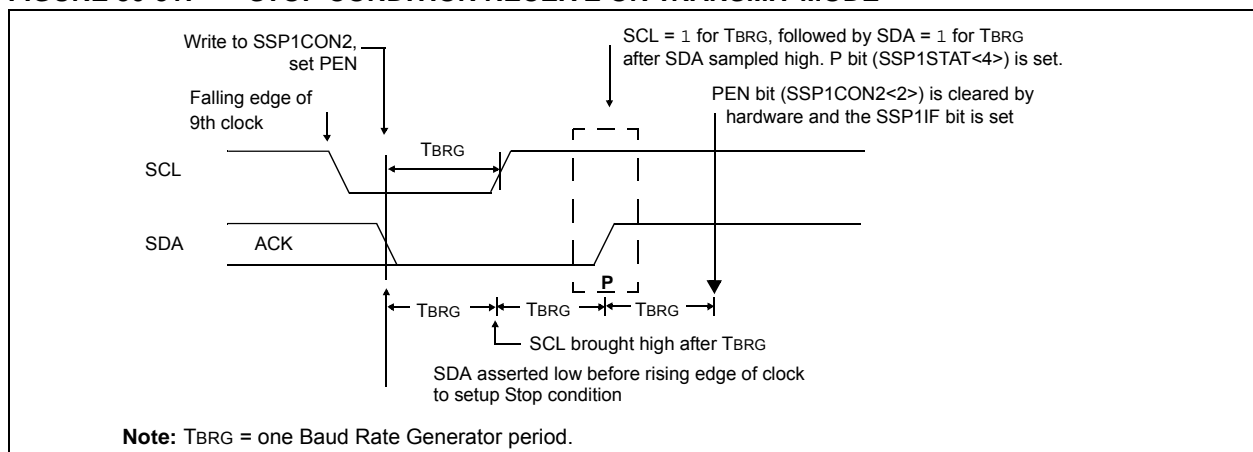 Write to SSP1CON2,
set PEN
SCL = 1 for TBRG, followed by SDA = 1 for TBRG
after SDA sampled high. P bit (SSP1STAT<4>) is set.
Falling edge of
9th clock
PEN bit (SSP1CON2<2>) is cleared by
hardware and the SSP1IF bit is set
TBRG
SCL
SDA
ACK
P
TBRG
TBRG
TBRG
SCL brought high after TBRG
SDA asserted low before rising edge of clock
to setup Stop condition
Note: TBRG = one Baud Rate Generator period.